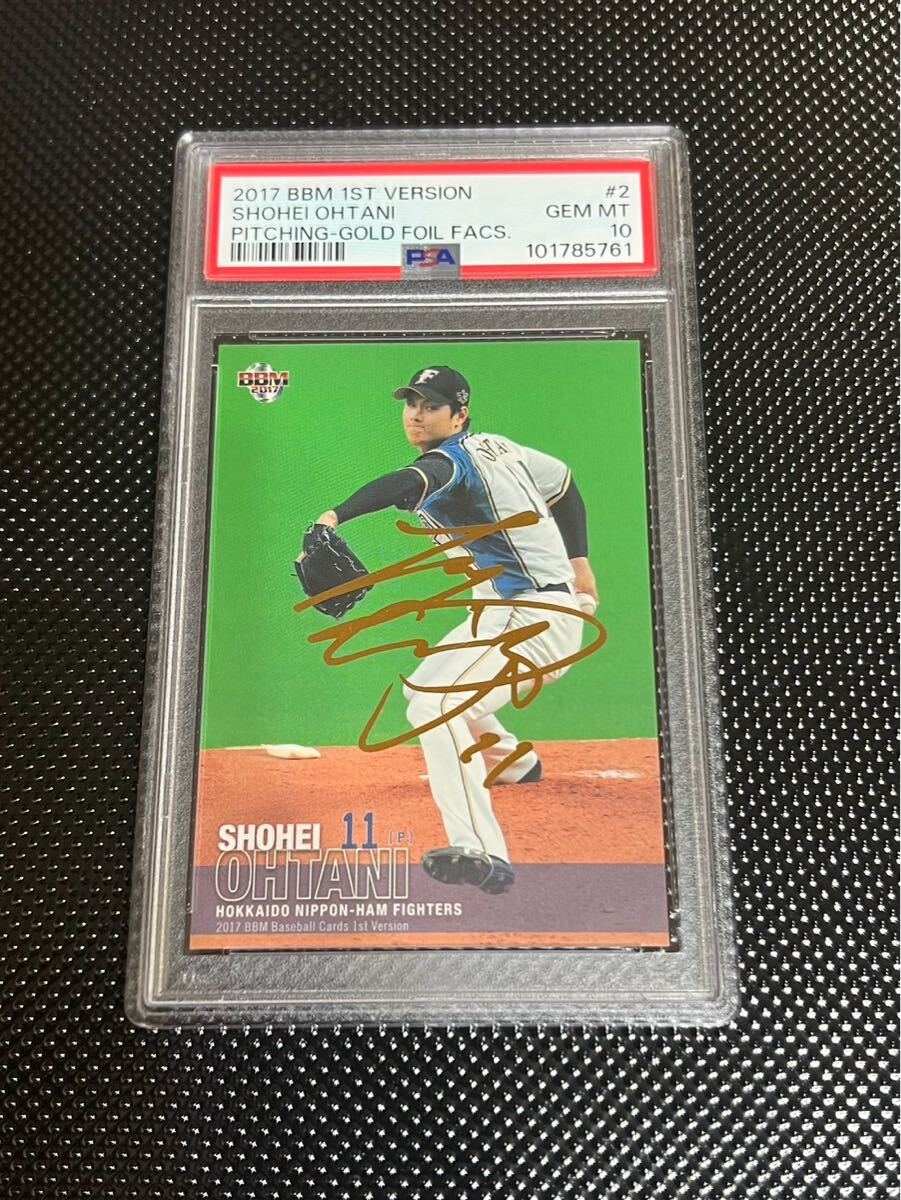 2017 BBM 1ST VERSION #2
SHOHEI OHTANI GEM MT
PITCHING-GOLD FOIL FACS. 10
PSA 101785761
BBM
2017
F
11
SHOHEI 11 [P]
OHTANI
HOKKAIDO NIPPON-HAM FIGHTERS
2017 BBM Baseball Cards 1st Version